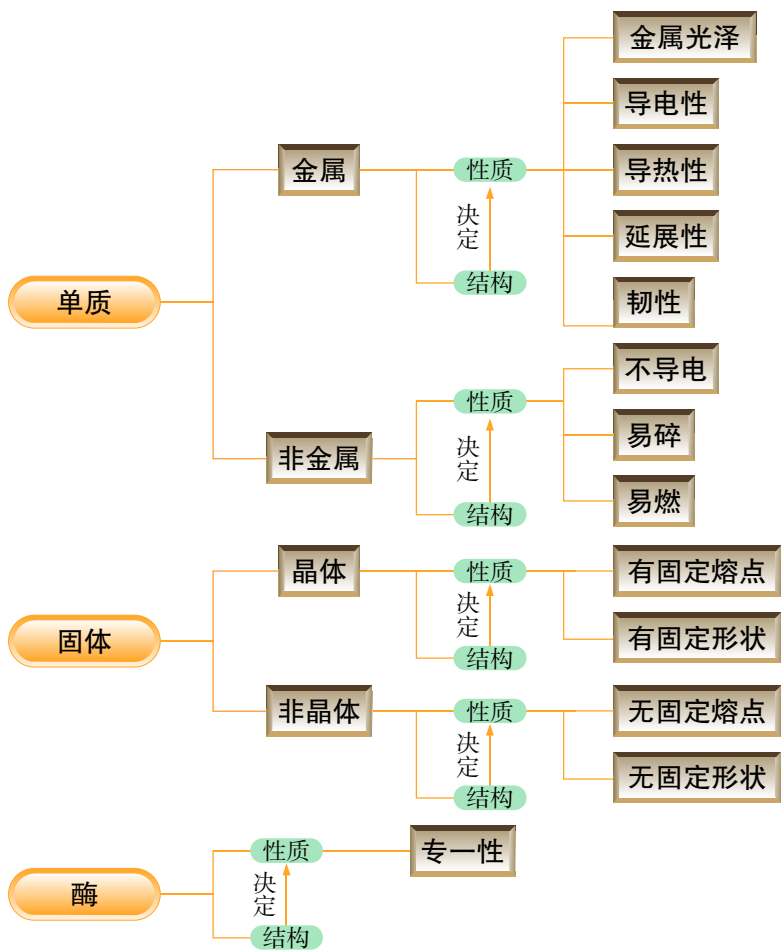 单质
金属
性质
决定
结构
金属光泽
导电性
导热性
延展性
韧性
非金属
性质
决定
结构
不导电
易碎
易燃
固体
晶体
性质
决定
结构
有固定熔点
有固定形状
非晶体
性质
决定
结构
无固定熔点
无固定形状
酶
性质
决定
结构
专一性